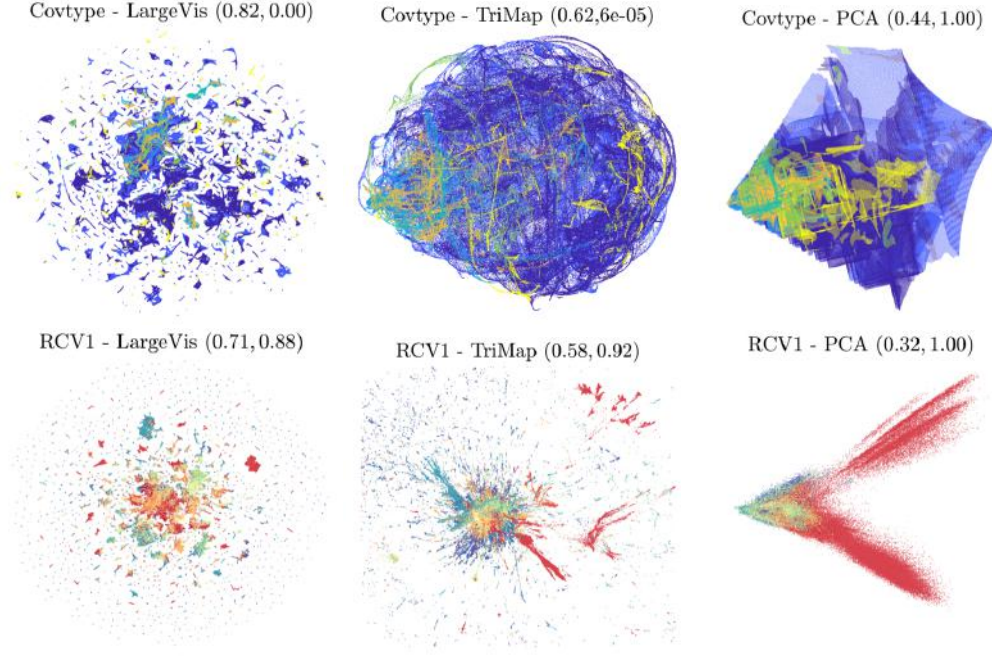 Covtype - LargeVis (0.82, 0.00)
Covtype - TriMap (0.62,6e-05)
Covtype - PCA (0.44, 1.00)
RCV1 - LargeVis (0.71, 0.88)
RCV1 - TriMap (0.58, 0.92)
RCV1 - PCA (0.32, 1.00)